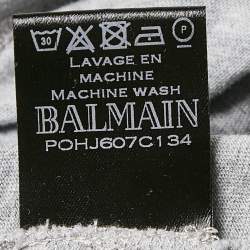 30 P
LAVAGE EN
MACHINE
MACHINE WASH
BALMAIN
POHJ607C134